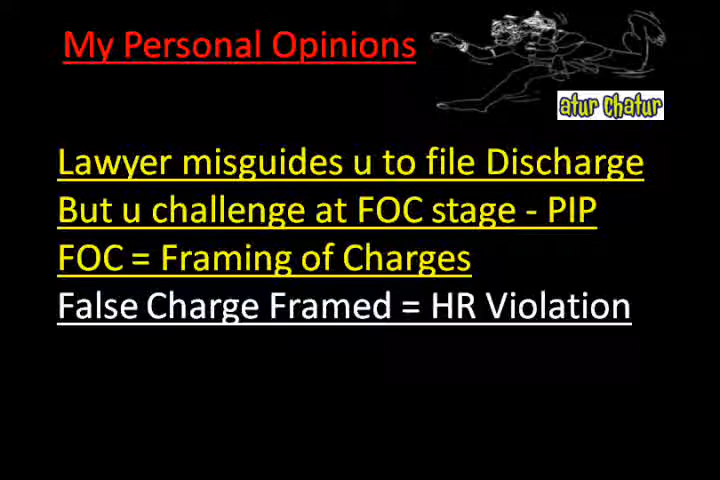 My Personal Opinions
atur chatur
Lawyer misguides u to file Discharge
But u challenge at FOC stage - PIP
FOC = Framing of Charges
False Charge Framed = HR Violation